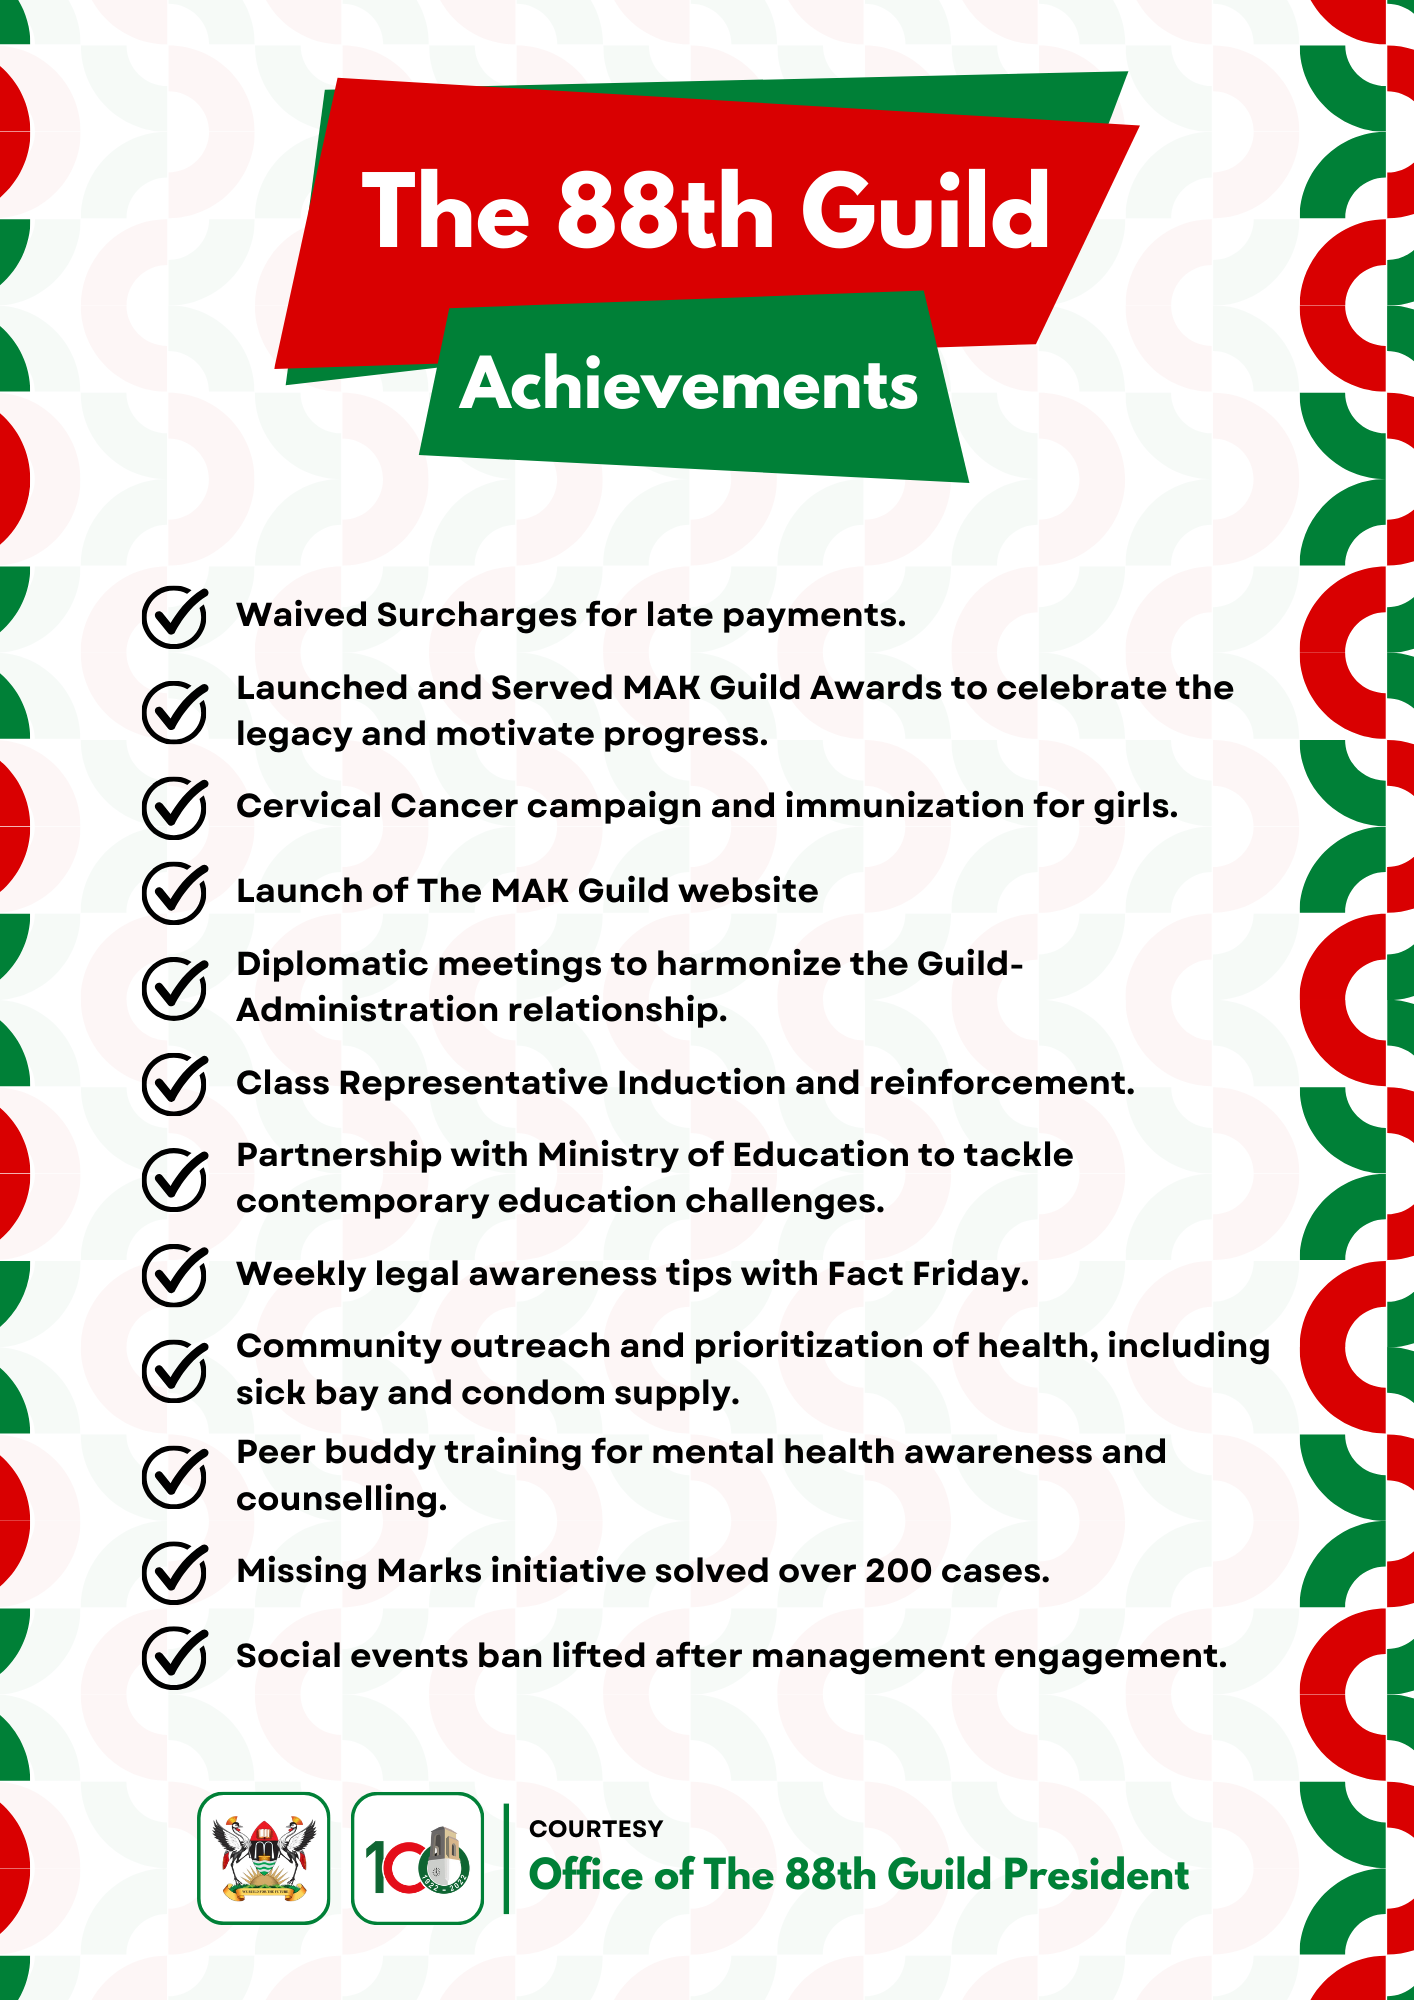 The 88th Guild
Achievements
Waived Surcharges for late payments.
Launched and Served MAK Guild Awards to celebrate the
legacy and motivate progress.
Cervical Cancer campaign and immunization for girls.
Launch of The MAK Guild website
Diplomatic meetings to harmonize the Guild-
Administration relationship.
Class Representative Induction and reinforcement.
Partnership with Ministry of Education to tackle
contemporary education challenges.
Weekly legal awareness tips with Fact Friday.
Community outreach and prioritization of health, including
sick bay and condom supply.
Peer buddy training for mental health awareness and
counselling.
Missing Marks initiative solved over 200 cases.
Social events ban lifted after management engagement.
WE BUILD FOR THE FUTURE
100
1922 - 2022
COURTESY
Office of The 88th Guild President